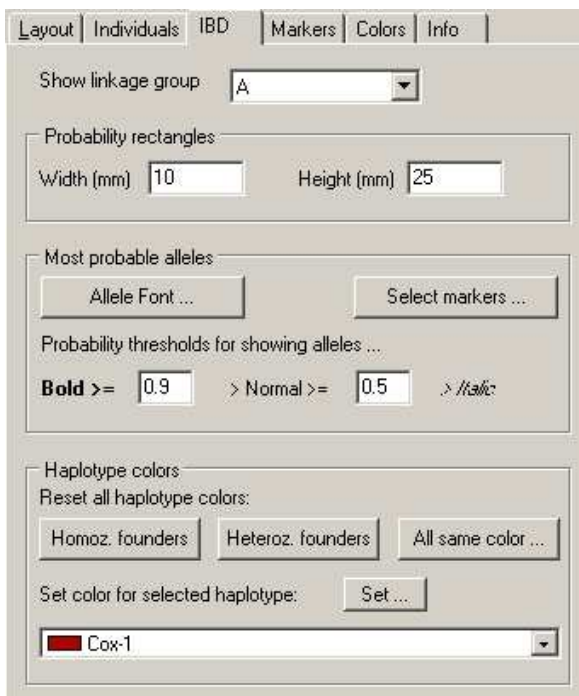 Layout Individuals IBD Markers Colors Info
Show linkage group A
Probability rectangles
Width (mm) 10 Height (mm) 25
Most probable alleles
Allele Font ... Select markers ...
Probability thresholds for showing alleles ...
Bold >= 0.9 > Normal >= 0.5 > Italic
Haplotype colors
Reset all haplotype colors:
Homoz. founders Heteroz. founders All same color ...
Set color for selected haplotype: Set ...
Cox-1